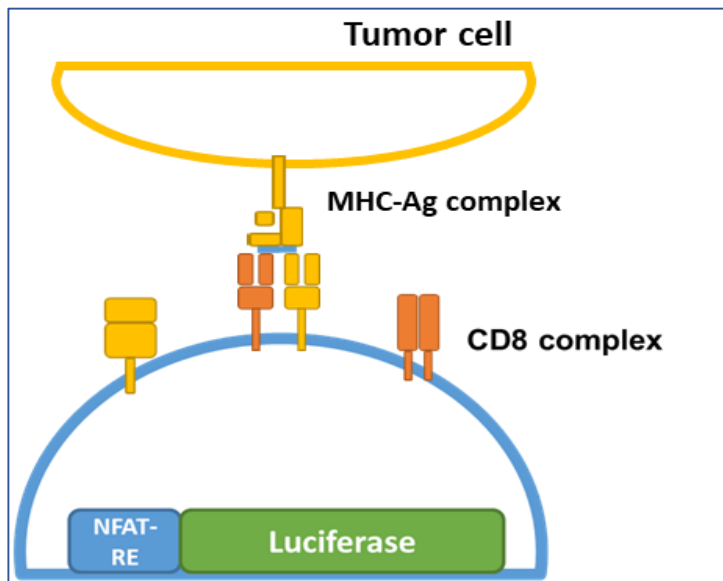 Tumor cell
MHC-Ag complex
CD8 complex
NFAT-
RE
Luciferase